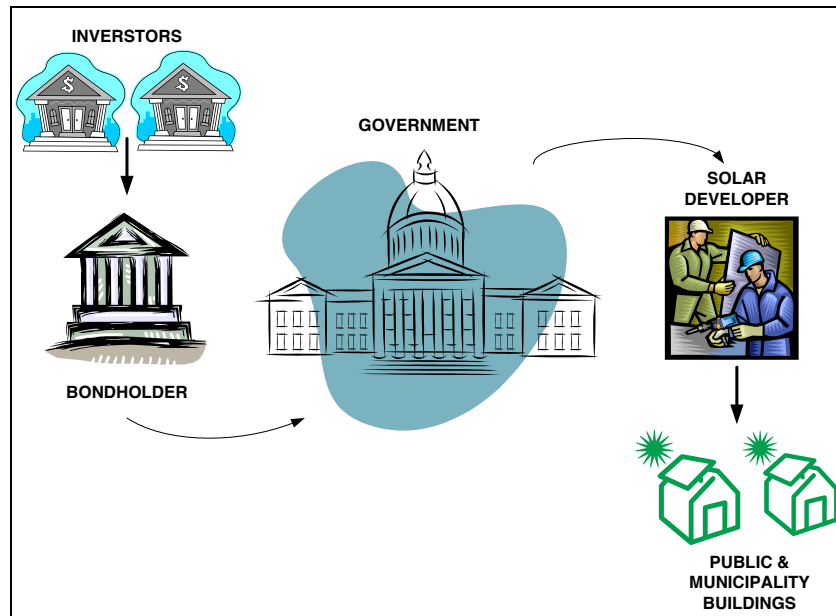 INVERSTORS
$
$
GOVERNMENT
SOLAR
DEVELOPER
BONDHOLDER
PUBLIC &
MUNICIPALITY
BUILDINGS